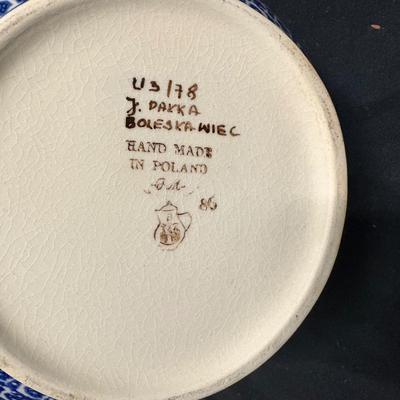 U3/78
J. DAKKA
BOLESKAWIEC
HAND MADE
IN POLAND
86